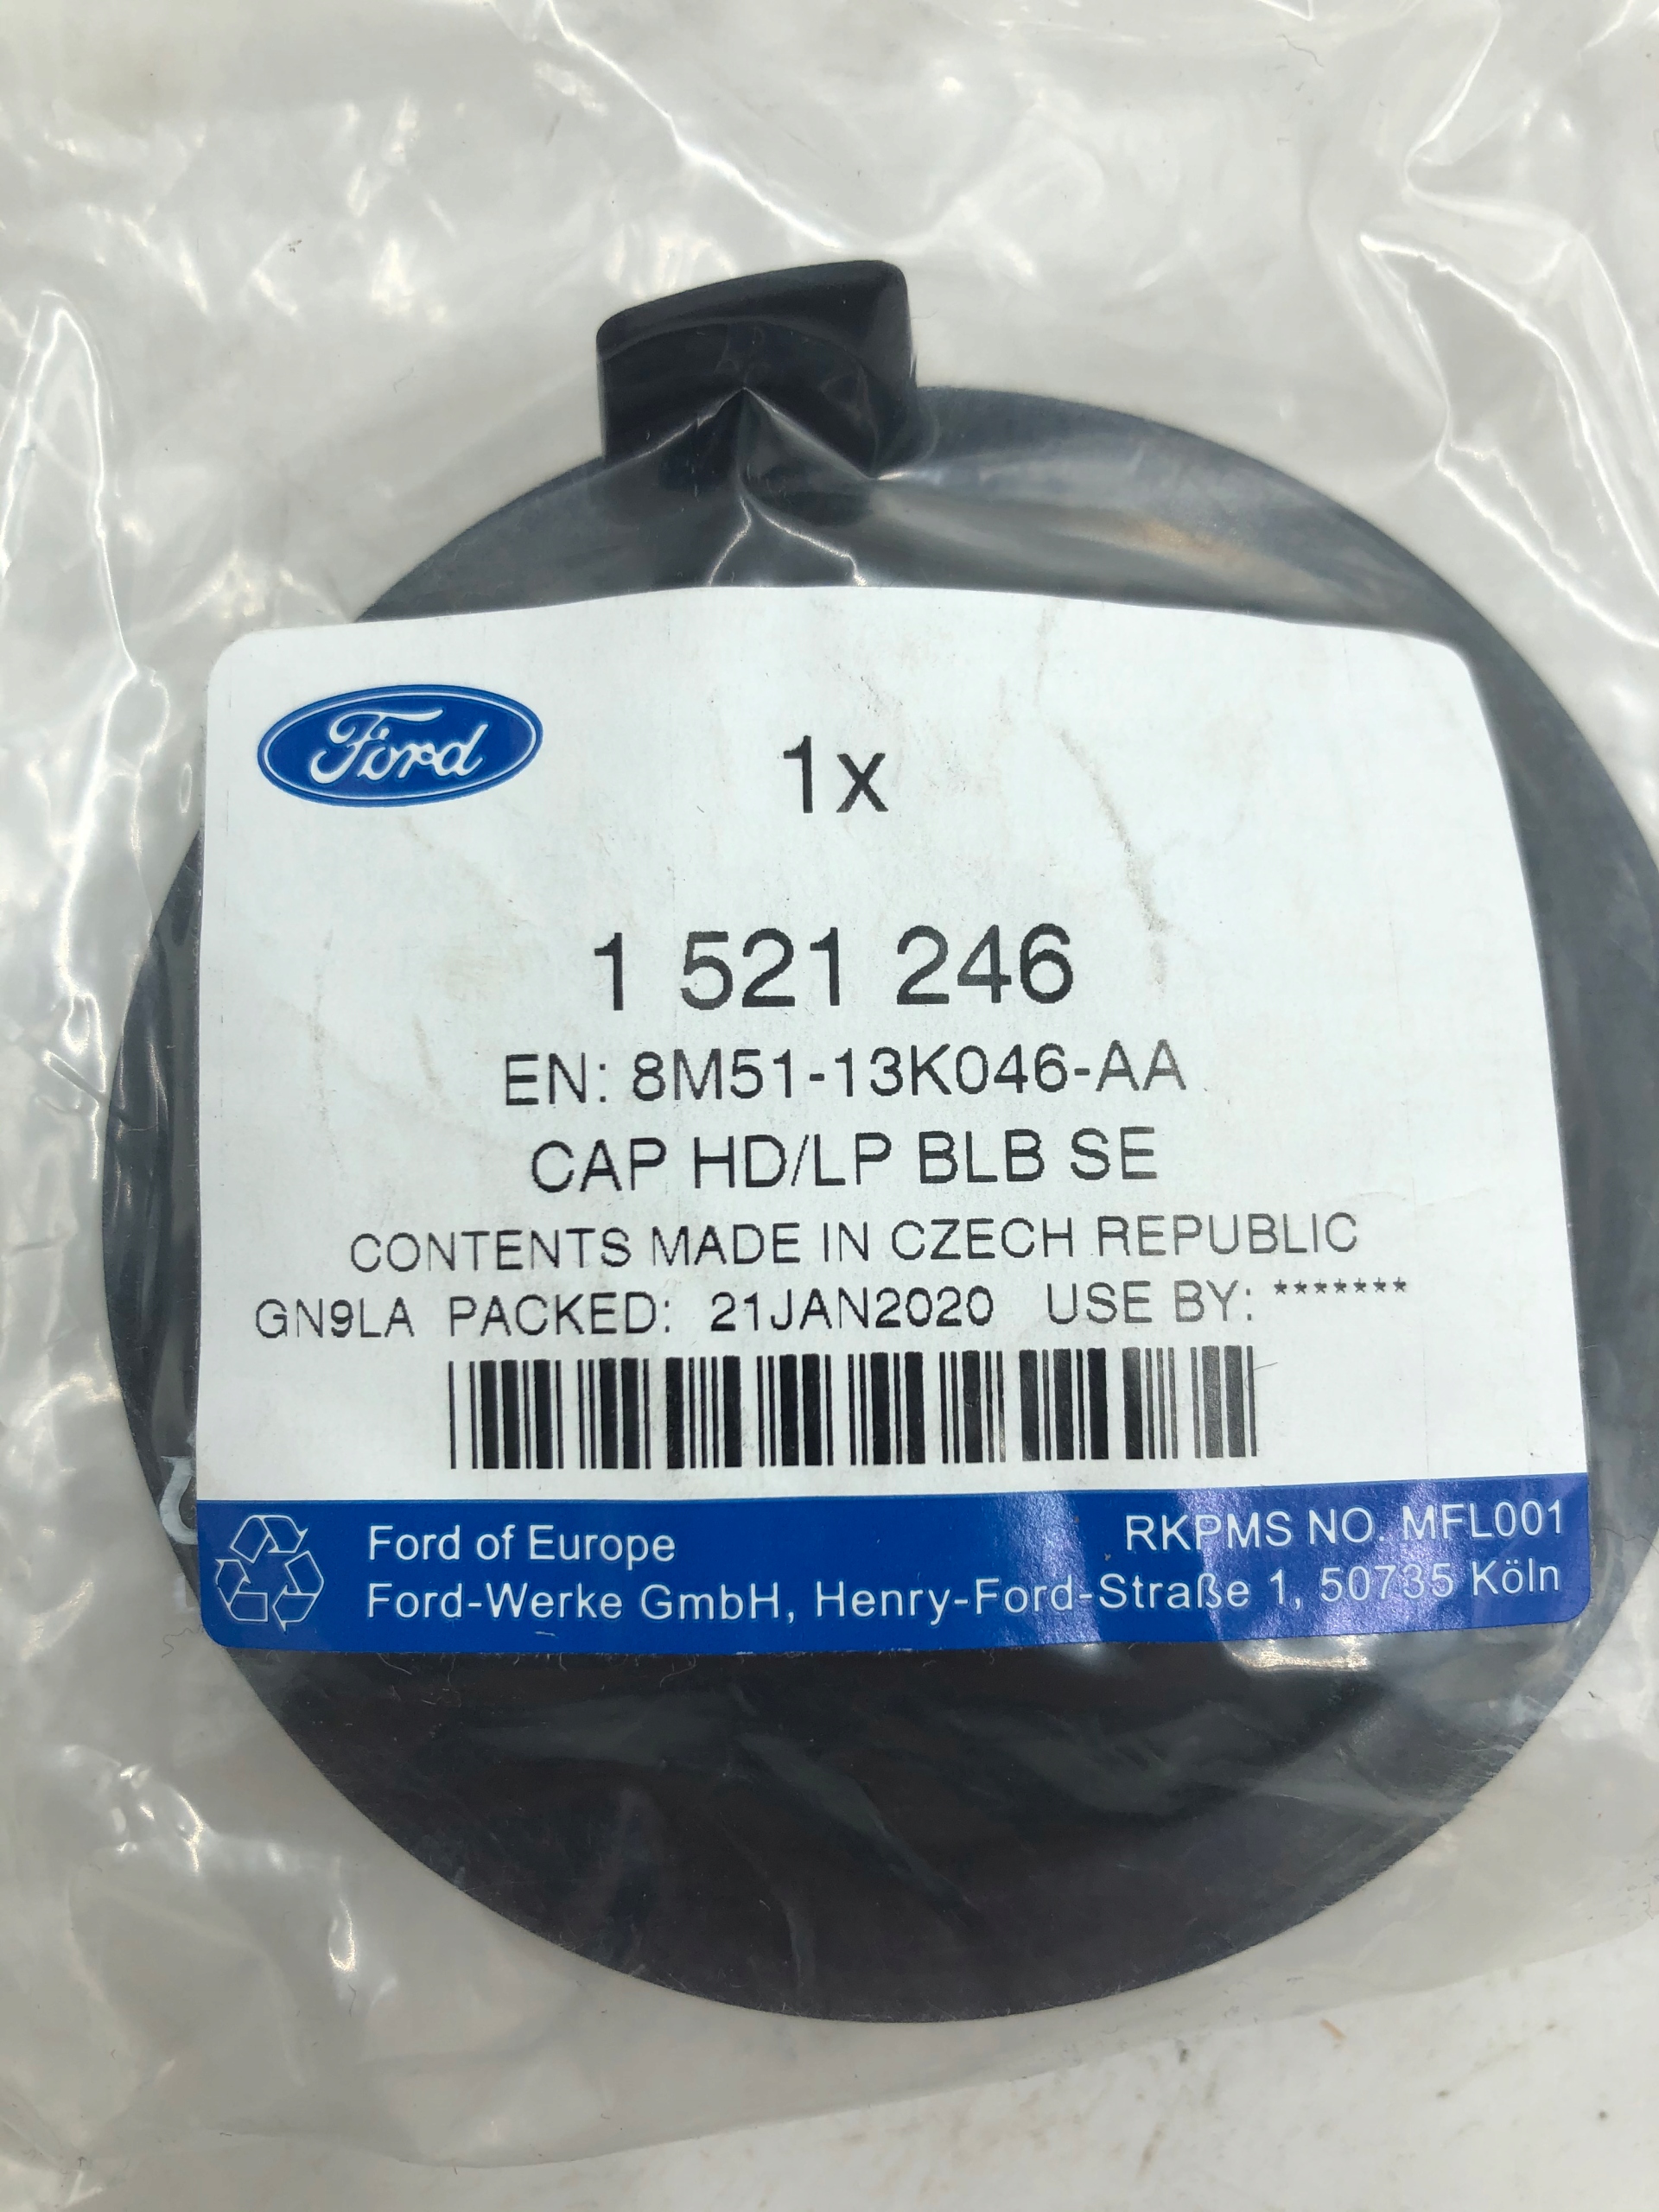 Ford
1x
1 521 246
EN: 8M51-13K046-AA
CAP HD/LP BLB SE
CONTENTS MADE IN CZECH REPUBLIC
GN9LA PACKED: 21JAN2020 USE BY: *******
Ford of Europe
RKPMS NO. MFL001
Ford-Werke GmbH, Henry-Ford-Straße 1, 50735 Köln